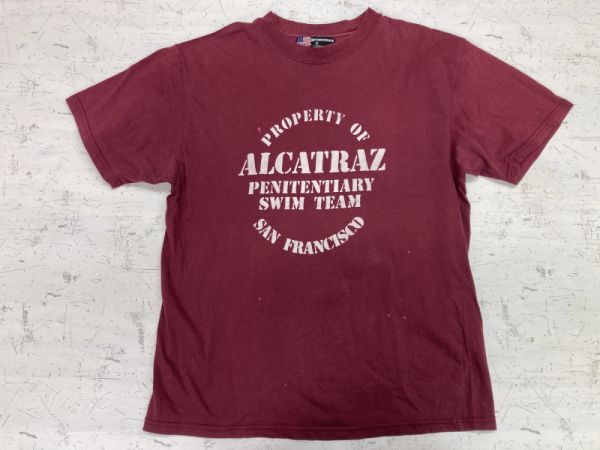 PROPERTY OF
ALCATRAZ
PENITENTIARY
SWIM TEAM
SAN FRANCISCO